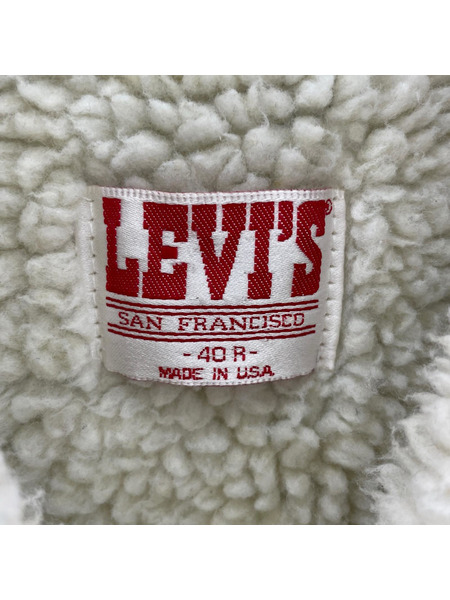 LEVI'S®
SAN FRANCISCO
- 40 R -
MADE IN U.S.A.